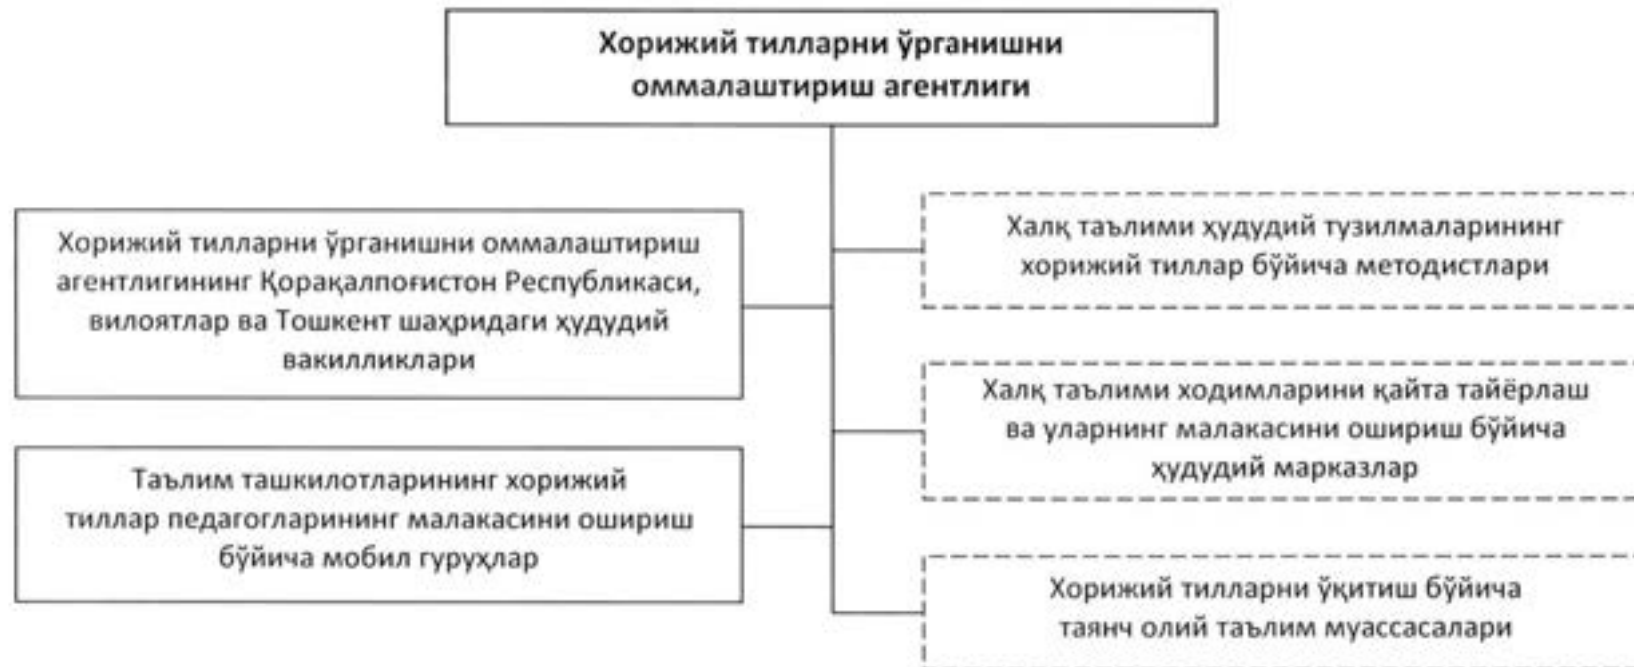 Хорижий тилларни ўрганишни
оммалаштириш агентлиги
Хорижий тилларни ўрганишни оммалаштириш
агентлигининг Қорақалпоғистон Республикаси,
вилоятлар ва Тошкент шаҳридаги ҳудудий
вакилликлари
Таълим ташкилотларининг хорижий
тиллар педагогларининг малакасини ошириш
бўйича мобил гуруҳлар
Халқ таълими ҳудудий тузилмаларининг
хорижий тиллар бўйича методистлари
Халқ таълими ходимларини қайта тайёрлаш
ва уларнинг малакасини ошириш бўйича
ҳудудий марказлар
Хорижий тилларни ўқитиш бўйича
таянч олий таълим муассасалари